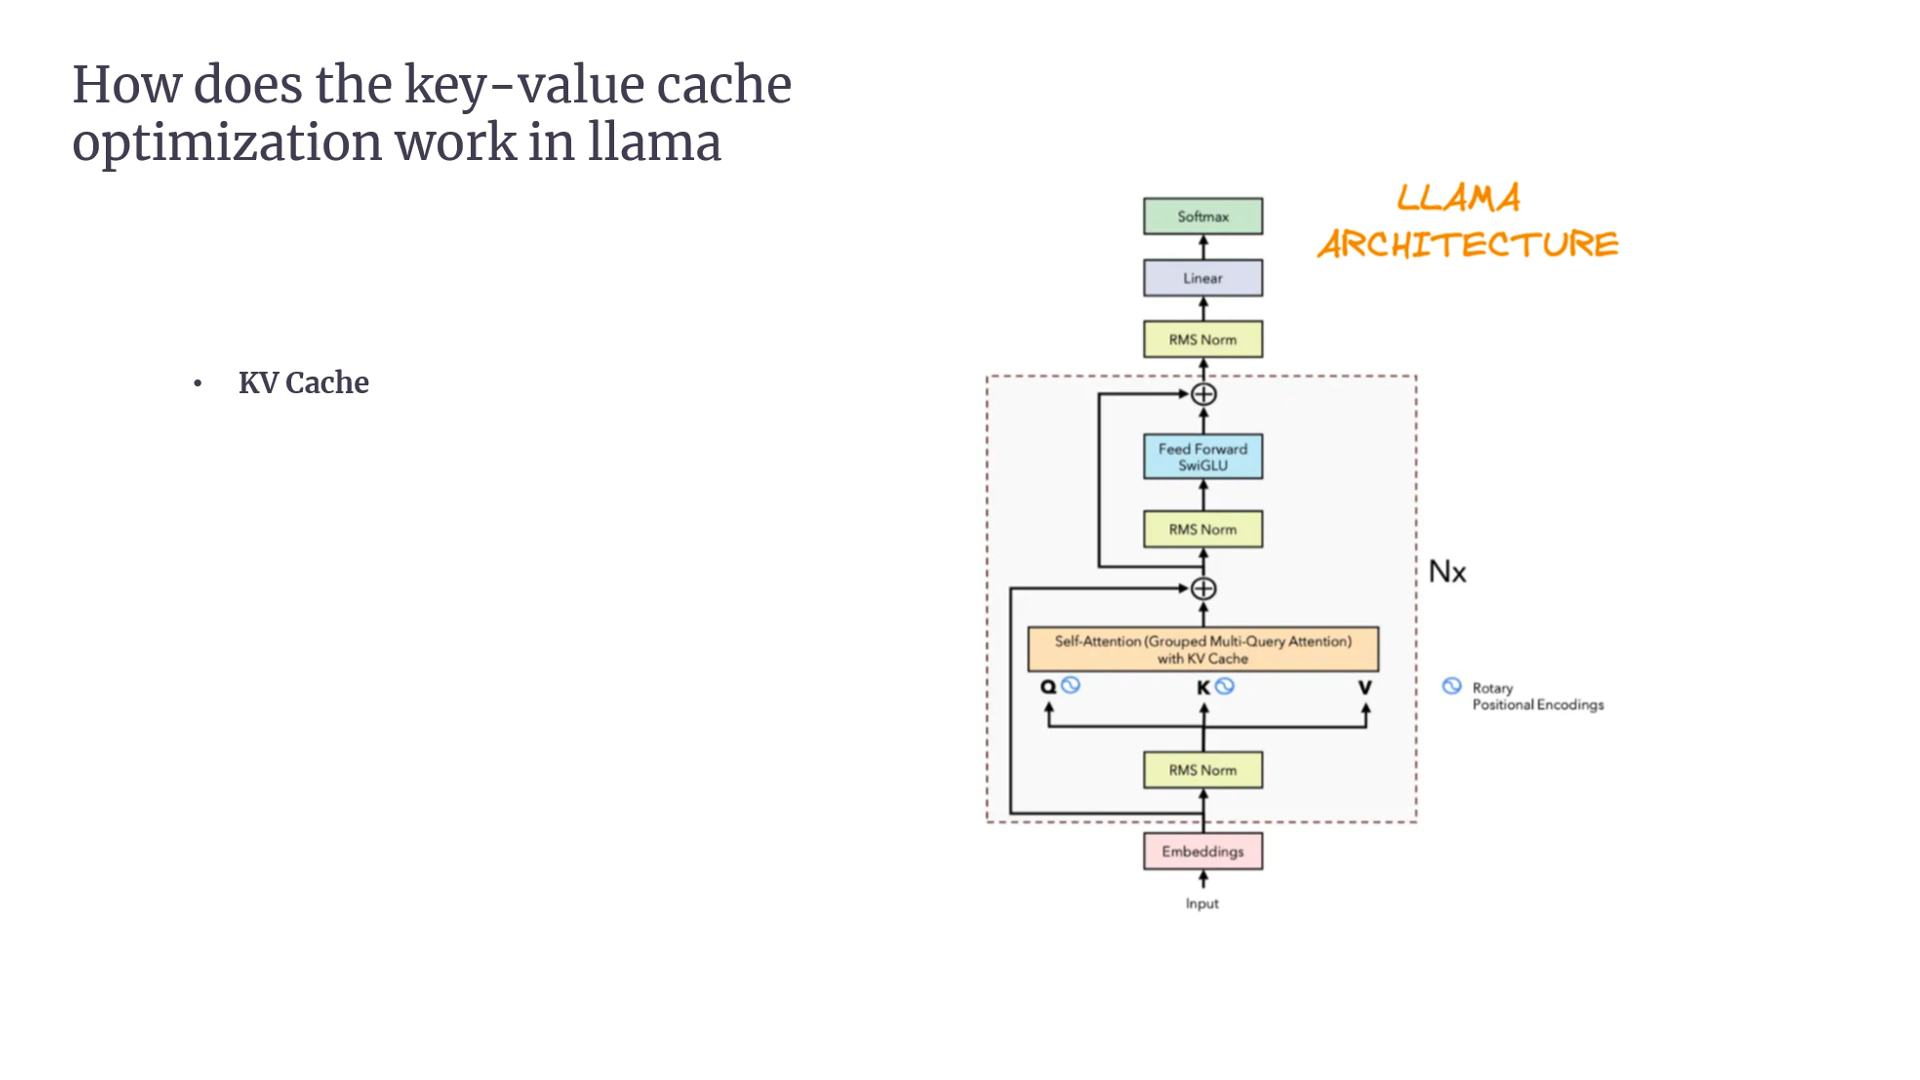 How does the key-value cache
optimization work in llama
• KV Cache
LLAMA
ARCHITECTURE
Softmax
Linear
RMS Norm
Feed Forward
SwiGLU
RMS Norm
Nx
Self-Attention (Grouped Multi-Query Attention)
with KV Cache
Q K V
Rotary
Positional Encodings
RMS Norm
Embeddings
Input